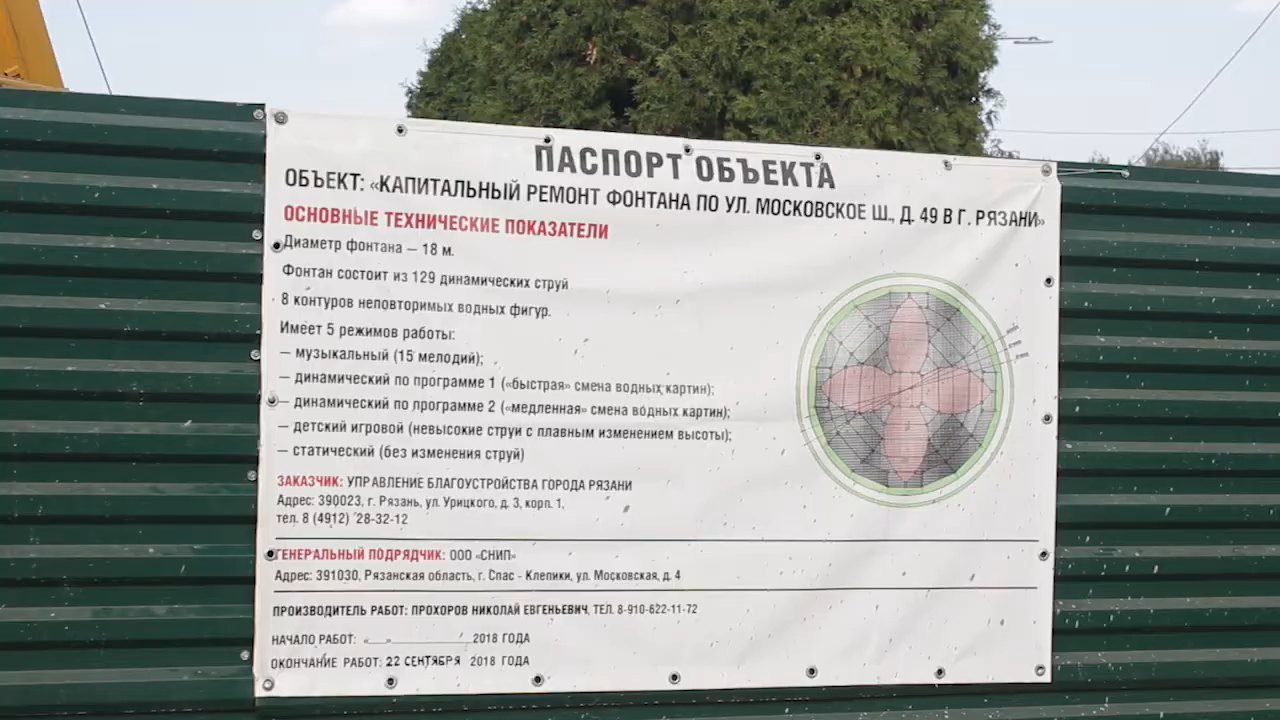 ПАСПОРТ ОБЪЕКТА
ОБЪЕКТ: «КАПИТАЛЬНЫЙ РЕМОНТ ФОНТАНА ПО УЛ. МОСКОВСКОЕ Ш., Д. 49 В Г. РЯЗАНИ»
ОСНОВНЫЕ ТЕХНИЧЕСКИЕ ПОКАЗАТЕЛИ
Диаметр фонтана – 18 м.
Фонтан состоит из 129 динамических струй
8 контуров неповторимых водных фигур.
Имеет 5 режимов работы:
– музыкальный (15 мелодий);
– динамический по программе 1 («быстрая» смена водных картин);
– динамический по программе 2 («медленная» смена водных картин);
– детский игровой (невысокие струи с плавным изменением высоты);
– статический (без изменения струй)
ЗАКАЗЧИК: УПРАВЛЕНИЕ БЛАГОУСТРОЙСТВА ГОРОДА РЯЗАНИ
Адрес: 390023, г. Рязань, ул. Урицкого, д. 3, корп. 1,
тел. 8 (4912) 28-32-12
ГЕНЕРАЛЬНЫЙ ПОДРЯДЧИК: ООО «СНИП»
Адрес: 391030, Рязанская область, г. Спас - Клепики, ул. Московская, д. 4
ПРОИЗВОДИТЕЛЬ РАБОТ: ПРОХОРОВ НИКОЛАЙ ЕВГЕНЬЕВИЧ, ТЕЛ. 8-910-622-11-72
НАЧАЛО РАБОТ: «__»__________ 2018 ГОДА
ОКОНЧАНИЕ РАБОТ: 22 СЕНТЯБРЯ 2018 ГОДА